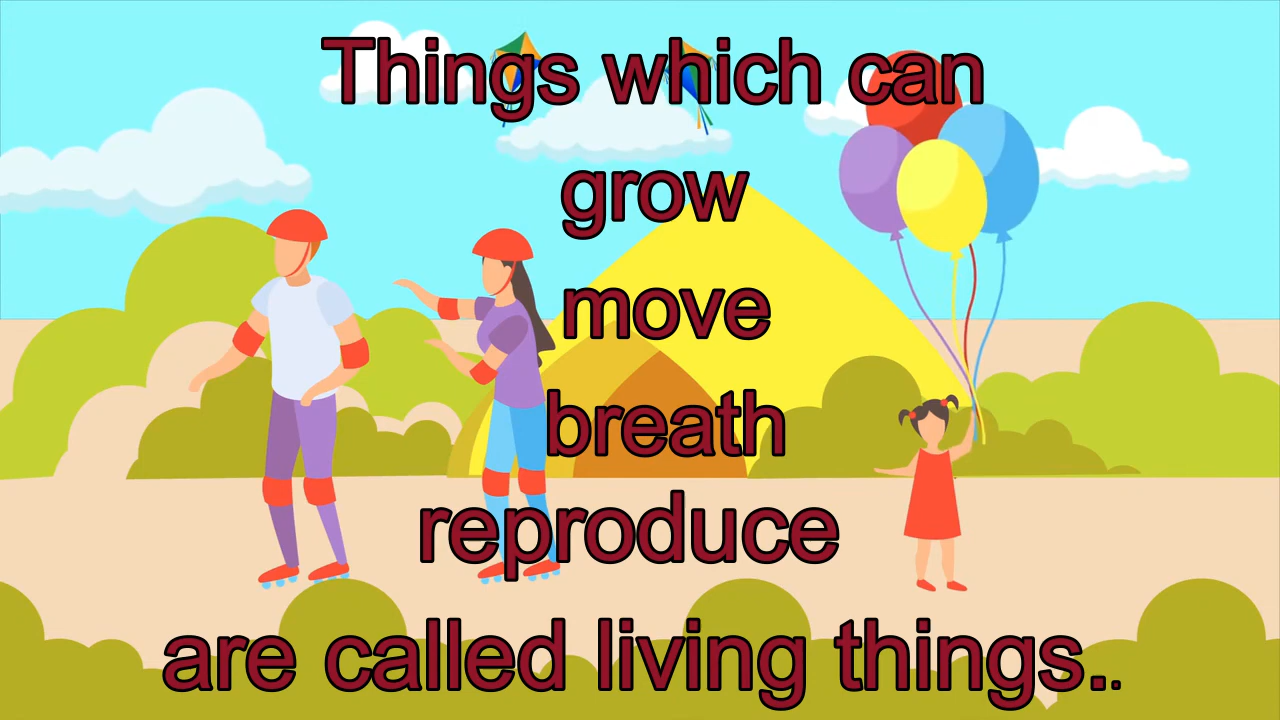 Things which can
grow
move
breath
reproduce
are called living things..